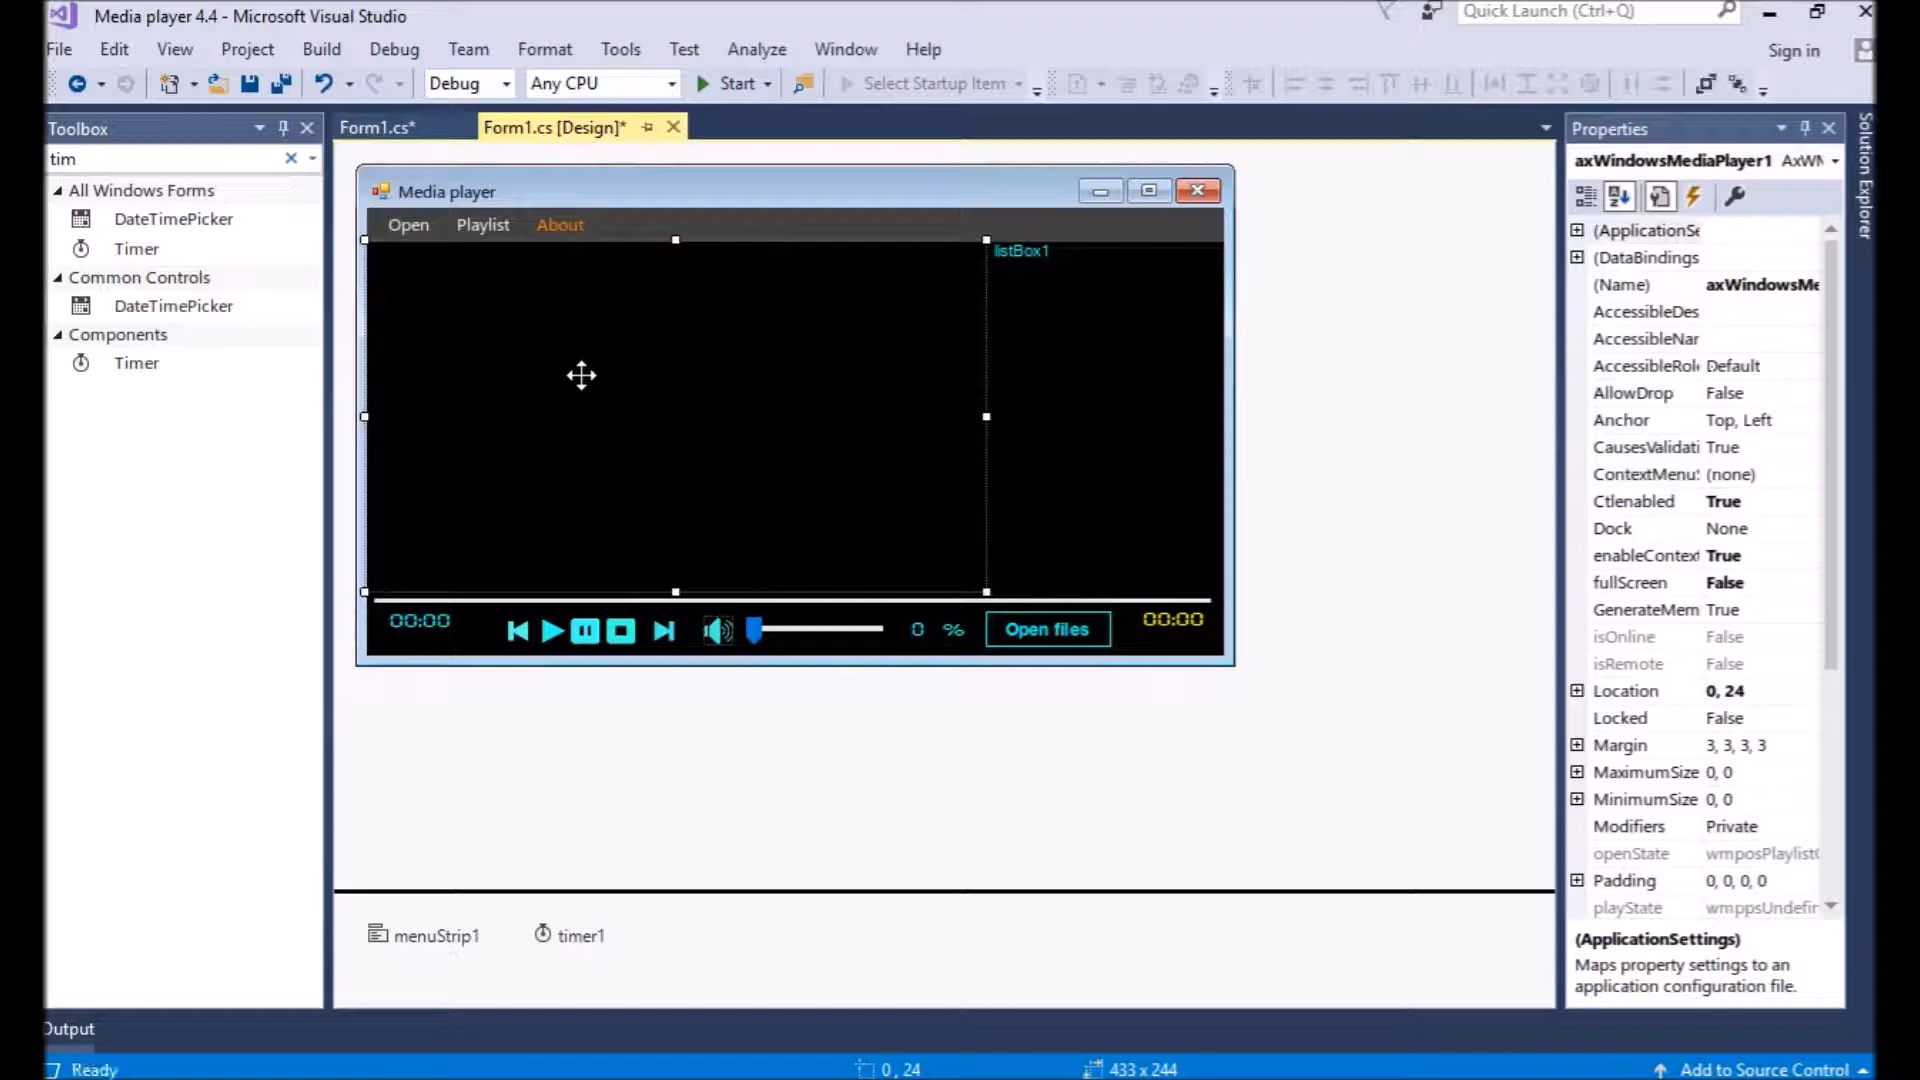 Media player 4.4 - Microsoft Visual Studio
Quick Launch (Ctrl+Q)
File Edit View Project Build Debug Team Format Tools Test Analyze Window Help
Sign in
Debug Any CPU Start Select Startup Item
Toolbox
tim
All Windows Forms
DateTimePicker
Timer
Common Controls
DateTimePicker
Components
Timer
Form1.cs* Form1.cs [Design]*
Media player
Open Playlist About
listBox1
00:00 0 % Open files 00:00
menuStrip1 timer1
Properties
axWindowsMediaPlayer1 AxWM
(ApplicationSe
(DataBindings
(Name) axWindowsMe
AccessibleDes
AccessibleNar
AccessibleRol Default
AllowDrop False
Anchor Top, Left
CausesValidati True
ContextMenu: (none)
Ctlenabled True
Dock None
enableContext True
fullScreen False
GenerateMem True
isOnline False
isRemote False
Location 0, 24
Locked False
Margin 3, 3, 3, 3
MaximumSize 0, 0
MinimumSize 0, 0
Modifiers Private
openState wmposPlaylist
Padding 0, 0, 0, 0
playState wmppsUndefir
(ApplicationSettings)
Maps property settings to an
application configuration file.
Solution Explorer
Output
Ready 0 , 24 433 x 244 Add to Source Control